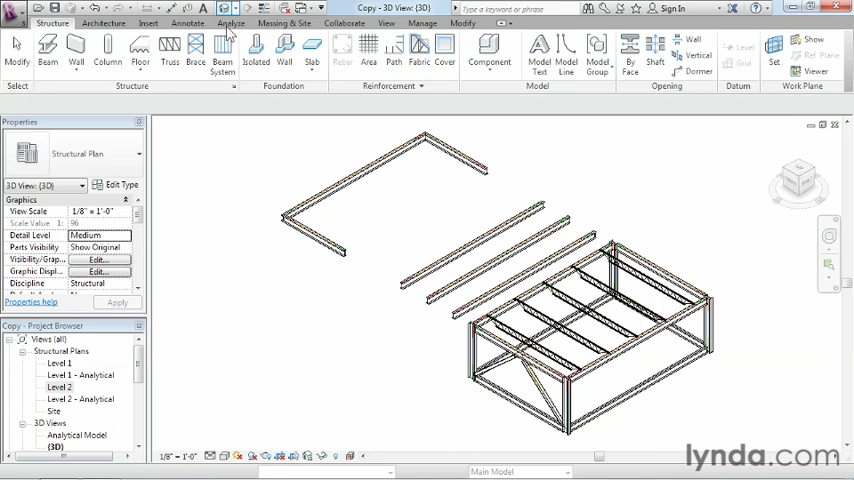 Copy - 3D View: {3D}
Type a keyword or phrase
Sign In
Structure Architecture Insert Annotate Analyze Massing & Site Collaborate View Manage Modify
Modify Beam Wall Column Floor Truss Brace Beam System Isolated Wall Slab Rebar Area Path Fabric Cover Component Model Text Model Line Model Group By Face Shaft Wall Vertical Dormer Level Grid Set Show Ref Plane Viewer
Select Structure Foundation Reinforcement Model Opening Datum Work Plane
Properties
Structural Plan
3D View: {3D} Edit Type
Graphics
View Scale 1/8" = 1'-0"
Scale Value 1: 96
Detail Level Medium
Parts Visibility Show Original
Visibility/Grap... Edit...
Graphic Displ... Edit...
Discipline Structural
Properties help Apply
Copy - Project Browser
Views (all)
Structural Plans
Level 1
Level 1 - Analytical
Level 2
Level 2 - Analytical
Site
3D Views
Analytical Model
{3D}
1/8" = 1'-0"
Main Model
lynda.com